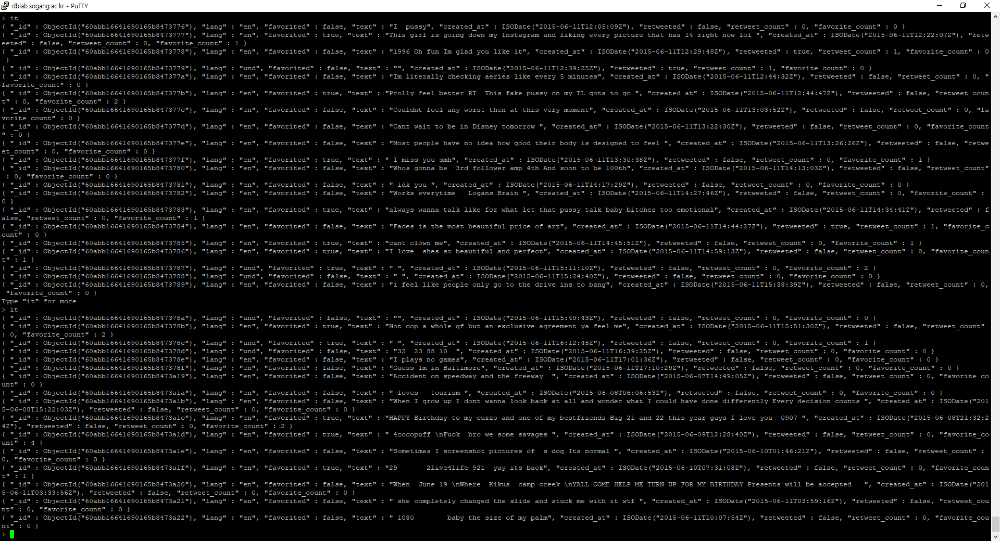 dblab.sogang.ac.kr - PuTTY
> it
{ "_id" : ObjectId("60abb16641690165b8473776"), "lang" : "en", "favorited" : false, "text" : "I  pussy", "created_at" : ISODate("2015-06-11T12:05:09Z"), "retweeted" : false, "retweet_count" : 0, "favorite_count" : 0 }
{ "_id" : ObjectId("60abb16641690165b8473777"), "lang" : "en", "favorited" : true, "text" : "This girl is going down my Instagram and liking every picture that has 14 right now lol ", "created_at" : ISODate("2015-06-11T12:22:07Z"), "retw
eeted" : false, "retweet_count" : 0, "favorite_count" : 1 }
{ "_id" : ObjectId("60abb16641690165b8473778"), "lang" : "en", "favorited" : false, "text" : "1996 Oh fun Im glad you like it", "created_at" : ISODate("2015-06-11T12:29:48Z"), "retweeted" : true, "retweet_count" : 1, "favorite_count" : 0
 }
{ "_id" : ObjectId("60abb16641690165b8473779"), "lang" : "und", "favorited" : false, "text" : "", "created_at" : ISODate("2015-06-11T12:39:25Z"), "retweeted" : true, "retweet_count" : 1, "favorite_count" : 0 }
{ "_id" : ObjectId("60abb16641690165b847377a"), "lang" : "en", "favorited" : false, "text" : "Im literally checking aeries like every 5 minutes", "created_at" : ISODate("2015-06-11T12:44:32Z"), "retweeted" : false, "retweet_count" : 0, "
favorite_count" : 0 }
{ "_id" : ObjectId("60abb16641690165b847377b"), "lang" : "en", "favorited" : true, "text" : "Prolly feel better RT  This fake pussy on my TL gots to go ", "created_at" : ISODate("2015-06-11T12:44:47Z"), "retweeted" : false, "retweet_coun
t" : 0, "favorite_count" : 2 }
{ "_id" : ObjectId("60abb16641690165b847377c"), "lang" : "en", "favorited" : false, "text" : "Couldnt feel any worst then at this very moment", "created_at" : ISODate("2015-06-11T13:03:52Z"), "retweeted" : false, "retweet_count" : 0, "fa
vorite_count" : 0 }
{ "_id" : ObjectId("60abb16641690165b847377d"), "lang" : "en", "favorited" : false, "text" : "Cant wait to be in Disney tomorrow ", "created_at" : ISODate("2015-06-11T13:22:30Z"), "retweeted" : false, "retweet_count" : 0, "favorite_count
" : 0 }
{ "_id" : ObjectId("60abb16641690165b847377e"), "lang" : "en", "favorited" : false, "text" : "Most people have no idea how good their body is designed to feel ", "created_at" : ISODate("2015-06-11T13:26:26Z"), "retweeted" : false, "retwe
et_count" : 0, "favorite_count" : 0 }
{ "_id" : ObjectId("60abb16641690165b847377f"), "lang" : "en", "favorited" : true, "text" : " I miss you smh", "created_at" : ISODate("2015-06-11T13:30:38Z"), "retweeted" : false, "retweet_count" : 0, "favorite_count" : 1 }
{ "_id" : ObjectId("60abb16641690165b8473780"), "lang" : "en", "favorited" : false, "text" : "Whos gonna be  3rd follower amp 4th And soon to be 100th", "created_at" : ISODate("2015-06-11T14:13:03Z"), "retweeted" : false, "retweet_count"
 : 0, "favorite_count" : 0 }
{ "_id" : ObjectId("60abb16641690165b8473781"), "lang" : "en", "favorited" : false, "text" : " idk you ", "created_at" : ISODate("2015-06-11T14:17:29Z"), "retweeted" : false, "retweet_count" : 0, "favorite_count" : 0 }
{ "_id" : ObjectId("60abb16641690165b8473782"), "lang" : "en", "favorited" : false, "text" : "Works everytime   Logans Brain ", "created_at" : ISODate("2015-06-11T14:27:46Z"), "retweeted" : false, "retweet_count" : 0, "favorite_count" :
0 }
{ "_id" : ObjectId("60abb16641690165b8473783"), "lang" : "en", "favorited" : true, "text" : "always wanna talk like for what let that pussy talk baby bitches too emotional", "created_at" : ISODate("2015-06-11T14:34:41Z"), "retweeted" : f
alse, "retweet_count" : 0, "favorite_count" : 1 }
{ "_id" : ObjectId("60abb16641690165b8473784"), "lang" : "en", "favorited" : false, "text" : "Faces is the most beautiful price of art", "created_at" : ISODate("2015-06-11T14:44:27Z"), "retweeted" : true, "retweet_count" : 1, "favorite_c
ount" : 0 }
{ "_id" : ObjectId("60abb16641690165b8473785"), "lang" : "en", "favorited" : true, "text" : "cant clown me", "created_at" : ISODate("2015-06-11T14:45:51Z"), "retweeted" : false, "retweet_count" : 0, "favorite_count" : 1 }
{ "_id" : ObjectId("60abb16641690165b8473786"), "lang" : "en", "favorited" : true, "text" : "I love  shes so beautiful and perfect", "created_at" : ISODate("2015-06-11T14:59:13Z"), "retweeted" : false, "retweet_count" : 0, "favorite_coun
t" : 1 }
{ "_id" : ObjectId("60abb16641690165b8473787"), "lang" : "und", "favorited" : true, "text" : " ", "created_at" : ISODate("2015-06-11T15:11:10Z"), "retweeted" : false, "retweet_count" : 0, "favorite_count" : 2 }
{ "_id" : ObjectId("60abb16641690165b8473788"), "lang" : "und", "favorited" : false, "text" : " ", "created_at" : ISODate("2015-06-11T15:24:40Z"), "retweeted" : false, "retweet_count" : 0, "favorite_count" : 0 }
{ "_id" : ObjectId("60abb16641690165b8473789"), "lang" : "en", "favorited" : false, "text" : "i feel like people only go to the drive ins to bang", "created_at" : ISODate("2015-06-11T15:38:39Z"), "retweeted" : false, "retweet_count" : 0,
 "favorite_count" : 0 }
Type "it" for more
> it
{ "_id" : ObjectId("60abb16641690165b847378a"), "lang" : "und", "favorited" : false, "text" : "", "created_at" : ISODate("2015-06-11T15:49:43Z"), "retweeted" : false, "retweet_count" : 0, "favorite_count" : 0 }
{ "_id" : ObjectId("60abb16641690165b847378b"), "lang" : "en", "favorited" : true, "text" : "Not cop a whole gf but an exclusive agreement ya feel me", "created_at" : ISODate("2015-06-11T15:51:30Z"), "retweeted" : false, "retweet_count"
: 0, "favorite_count" : 2 }
{ "_id" : ObjectId("60abb16641690165b847378c"), "lang" : "und", "favorited" : true, "text" : " ", "created_at" : ISODate("2015-06-11T16:12:45Z"), "retweeted" : false, "retweet_count" : 0, "favorite_count" : 1 }
{ "_id" : ObjectId("60abb16641690165b847378d"), "lang" : "und", "favorited" : false, "text" : "32  23 88 10  ", "created_at" : ISODate("2015-06-11T16:39:25Z"), "retweeted" : false, "retweet_count" : 0, "favorite_count" : 0 }
{ "_id" : ObjectId("60abb16641690165b847378e"), "lang" : "en", "favorited" : false, "text" : "I plays no games", "created_at" : ISODate("2015-06-11T17:01:36Z"), "retweeted" : false, "retweet_count" : 0, "favorite_count" : 0 }
{ "_id" : ObjectId("60abb16641690165b847378f"), "lang" : "en", "favorited" : false, "text" : "Guess Im in Baltimore", "created_at" : ISODate("2015-06-11T17:10:29Z"), "retweeted" : false, "retweet_count" : 0, "favorite_count" : 0 }
{ "_id" : ObjectId("60abb16641690165b8473a19"), "lang" : "en", "favorited" : false, "text" : "Accident on speedway and the freeway  ", "created_at" : ISODate("2015-06-07T14:49:05Z"), "retweeted" : false, "retweet_count" : 0, "favorite_co
unt" : 0 }
{ "_id" : ObjectId("60abb16641690165b8473a1a"), "lang" : "en", "favorited" : false, "text" : " loves   tourism ", "created_at" : ISODate("2015-06-08T06:06:53Z"), "retweeted" : false, "retweet_count" : 0, "favorite_count" : 0 }
{ "_id" : ObjectId("60abb16641690165b8473a1b"), "lang" : "en", "favorited" : false, "text" : "When I grow up I dont wanna look back at all and wonder what I could have done differently Every decision counts ", "created_at" : ISODate("201
5-06-08T15:22:03Z"), "retweeted" : false, "retweet_count" : 0, "favorite_count" : 0 }
{ "_id" : ObjectId("60abb16641690165b8473a1c"), "lang" : "en", "favorited" : true, "text" : "HAPPY Birthday to my cuzzo and one of my bestfriends Big 21 and 22 this year guys I love you  0907 ", "created_at" : ISODate("2015-06-08T21:32:2
4Z"), "retweeted" : false, "retweet_count" : 0, "favorite_count" : 2 }
{ "_id" : ObjectId("60abb16641690165b8473a1d"), "lang" : "en", "favorited" : true, "text" : " 4cocopuff \nFuck  bro we some savages ", "created_at" : ISODate("2015-06-09T12:28:40Z"), "retweeted" : false, "retweet_count" : 0, "favorite_co
unt" : 4 }
{ "_id" : ObjectId("60abb16641690165b8473a1e"), "lang" : "en", "favorited" : false, "text" : "Sometimes I screenshot pictures of  s dog Its normal ", "created_at" : ISODate("2015-06-10T01:46:21Z"), "retweeted" : false, "retweet_count" :
0, "favorite_count" : 0 }
{ "_id" : ObjectId("60abb16641690165b8473a1f"), "lang" : "en", "favorited" : true, "text" : "29       2live4life 921  yay its back", "created_at" : ISODate("2015-06-10T07:31:08Z"), "retweeted" : false, "retweet_count" : 0, "favorite_coun
t" : 1 }
{ "_id" : ObjectId("60abb16641690165b8473a20"), "lang" : "en", "favorited" : false, "text" : "When  June 19 \nWhere  Kikus  camp creek \nYALL COME HELP ME TURN UP FOR MY BIRTHDAY Presents will be accepted   ", "created_at" : ISODate("201
5-06-11T03:33:56Z"), "retweeted" : false, "retweet_count" : 0, "favorite_count" : 0 }
{ "_id" : ObjectId("60abb16641690165b8473a21"), "lang" : "en", "favorited" : false, "text" : " she completely changed the slide and stuck me with it wtf ", "created_at" : ISODate("2015-06-11T03:59:16Z"), "retweeted" : false, "retweet_cou
nt" : 0, "favorite_count" : 0 }
{ "_id" : ObjectId("60abb16641690165b8473a22"), "lang" : "en", "favorited" : false, "text" : " 1080        baby the size of my palm", "created_at" : ISODate("2015-06-11T10:07:54Z"), "retweeted" : false, "retweet_count" : 0, "favorite_cou
nt" : 0 }
>